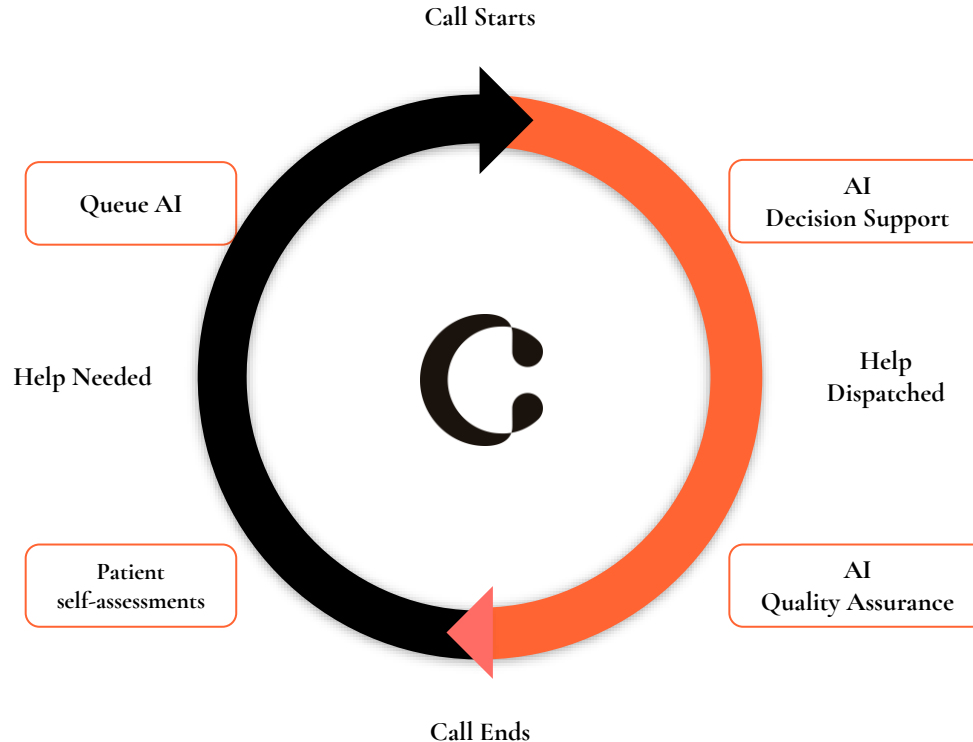 Call Starts
Queue AI
AI
Decision Support
Help Needed
Help
Dispatched
Patient
self-assessments
AI
Quality Assurance
Call Ends